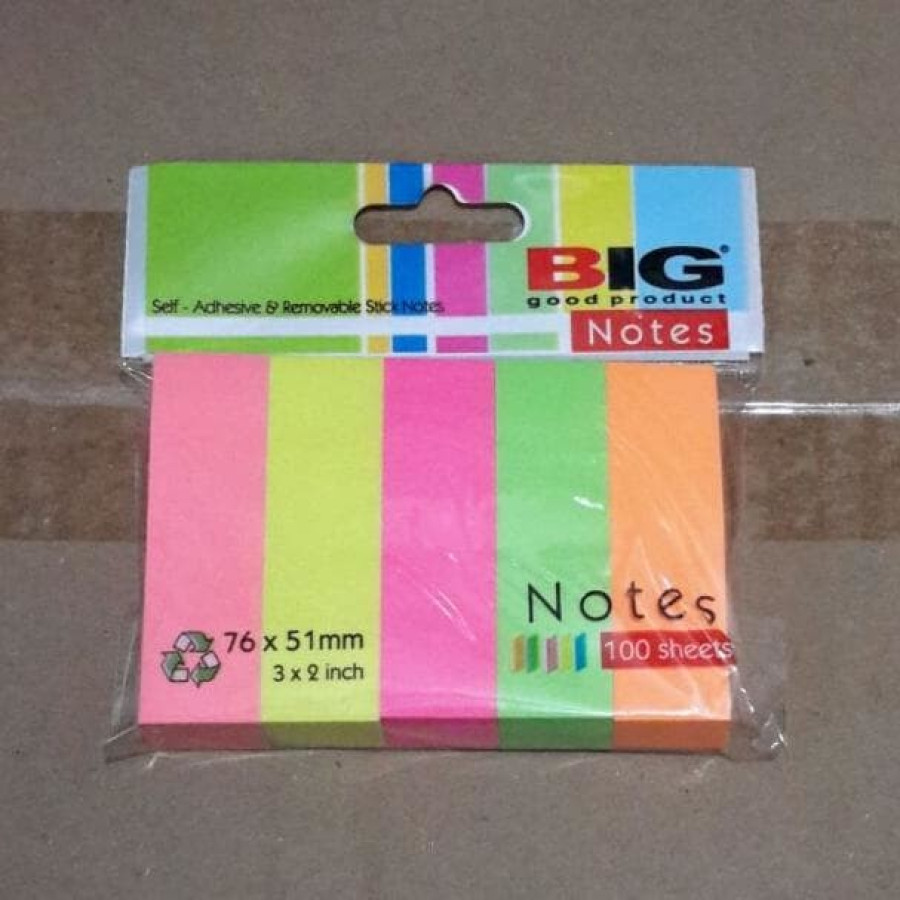 BIG®
good product
Self - Adhesive & Removable Stick Notes
Notes
Notes
76 x 51mm
100 sheets
3 x 2 inch